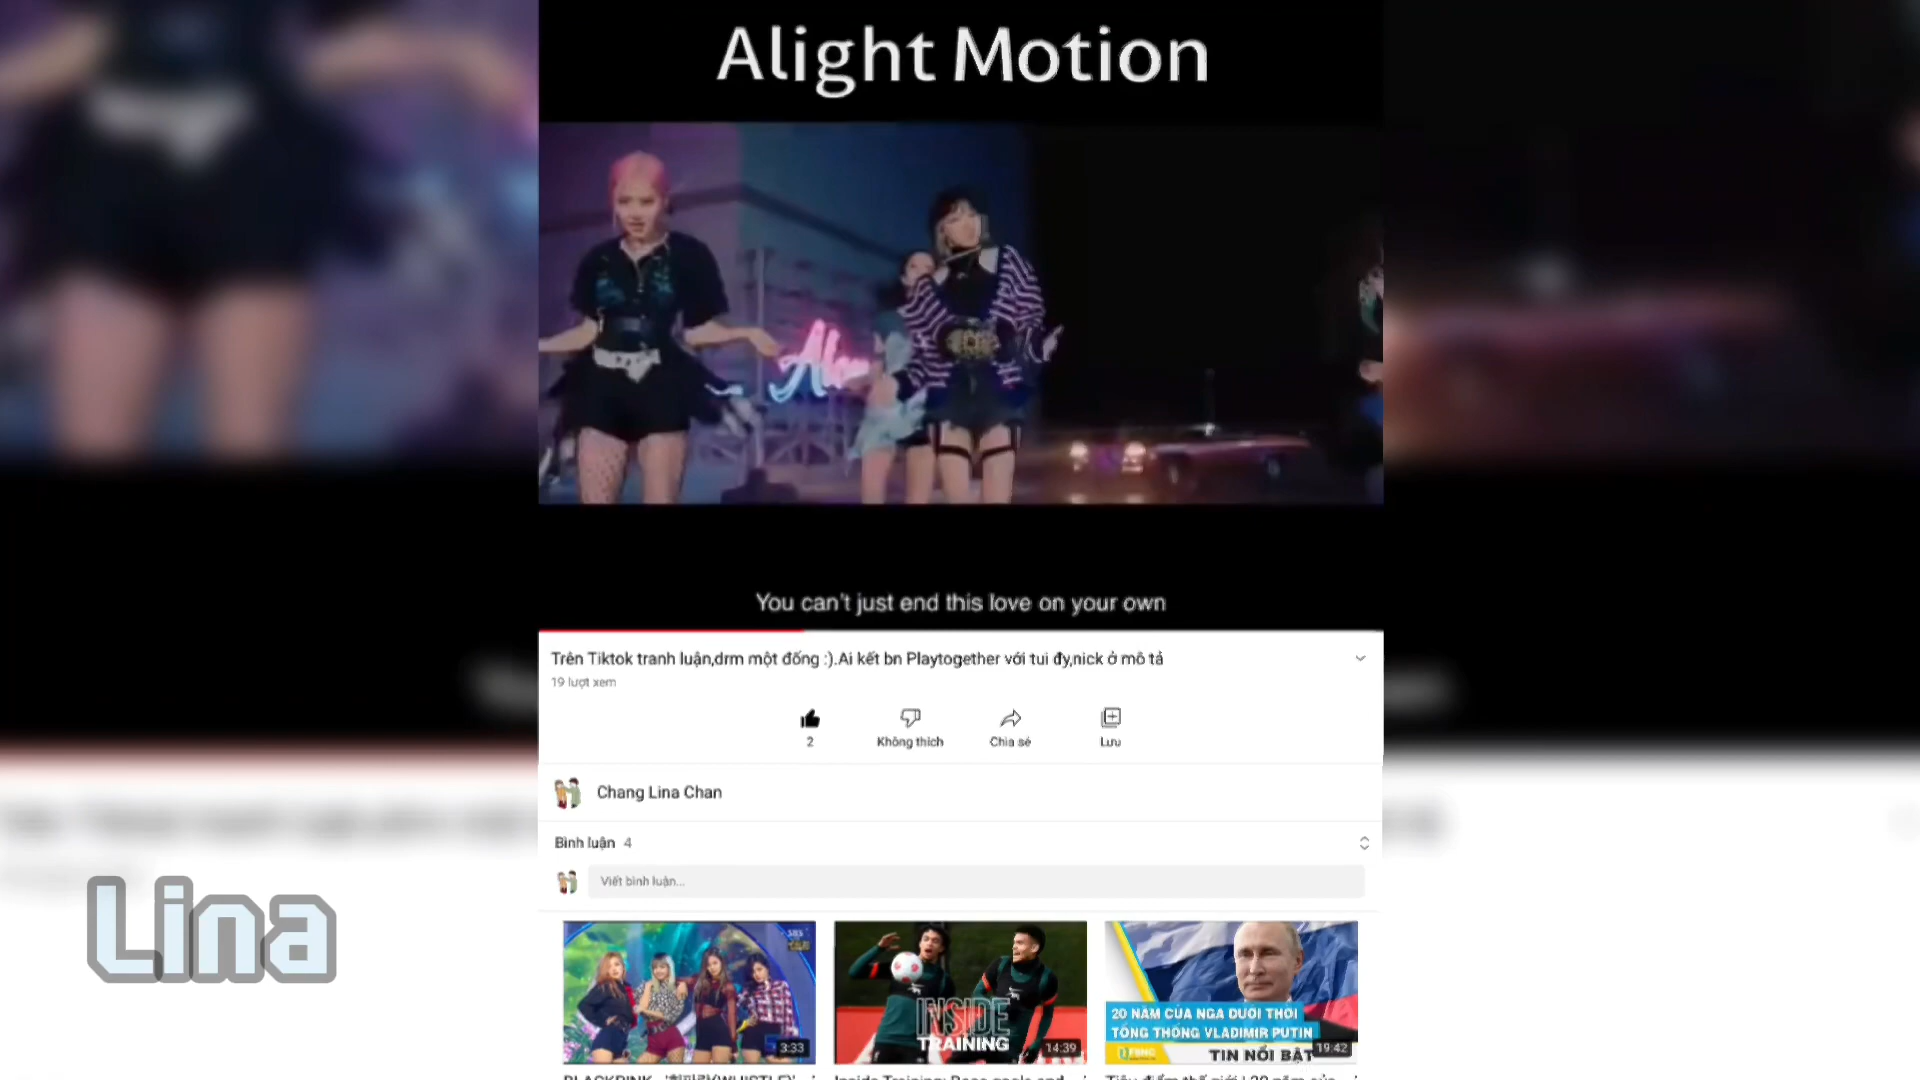 Alight Motion
Alon
You can't just end this love on your own
Trên Tiktok tranh luận,drm một đống :).Ai kết bn Playtogether với tui đy,nick ở mô tả
19 lượt xem
2
Không thích
Chia sẻ
Lưu
Chang Lina Chan
Bình luận 4
Viết bình luận...
Lina
SBS
3:33
INSIDE
TRAINING
14:39
20 NĂM CỦA NGA DƯỚI THỜI
TỔNG THỐNG VLADIMIR PUTIN
TIN NỔI BẬT
19:42